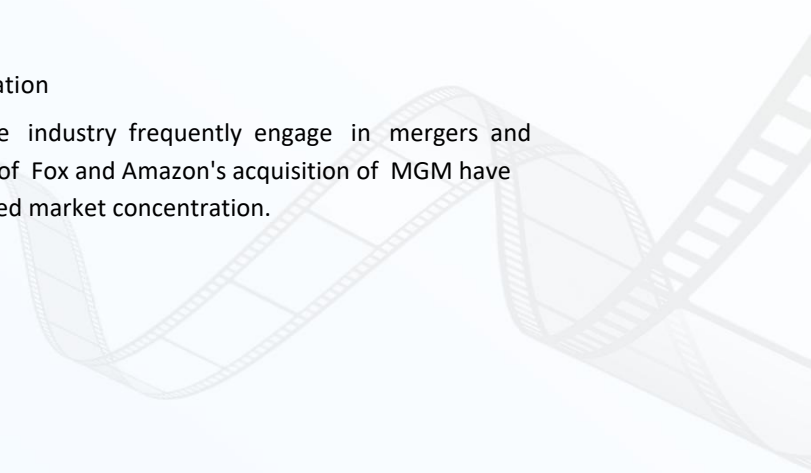 ation
e industry frequently engage in mergers and
of Fox and Amazon's acquisition of MGM have
ed market concentration.